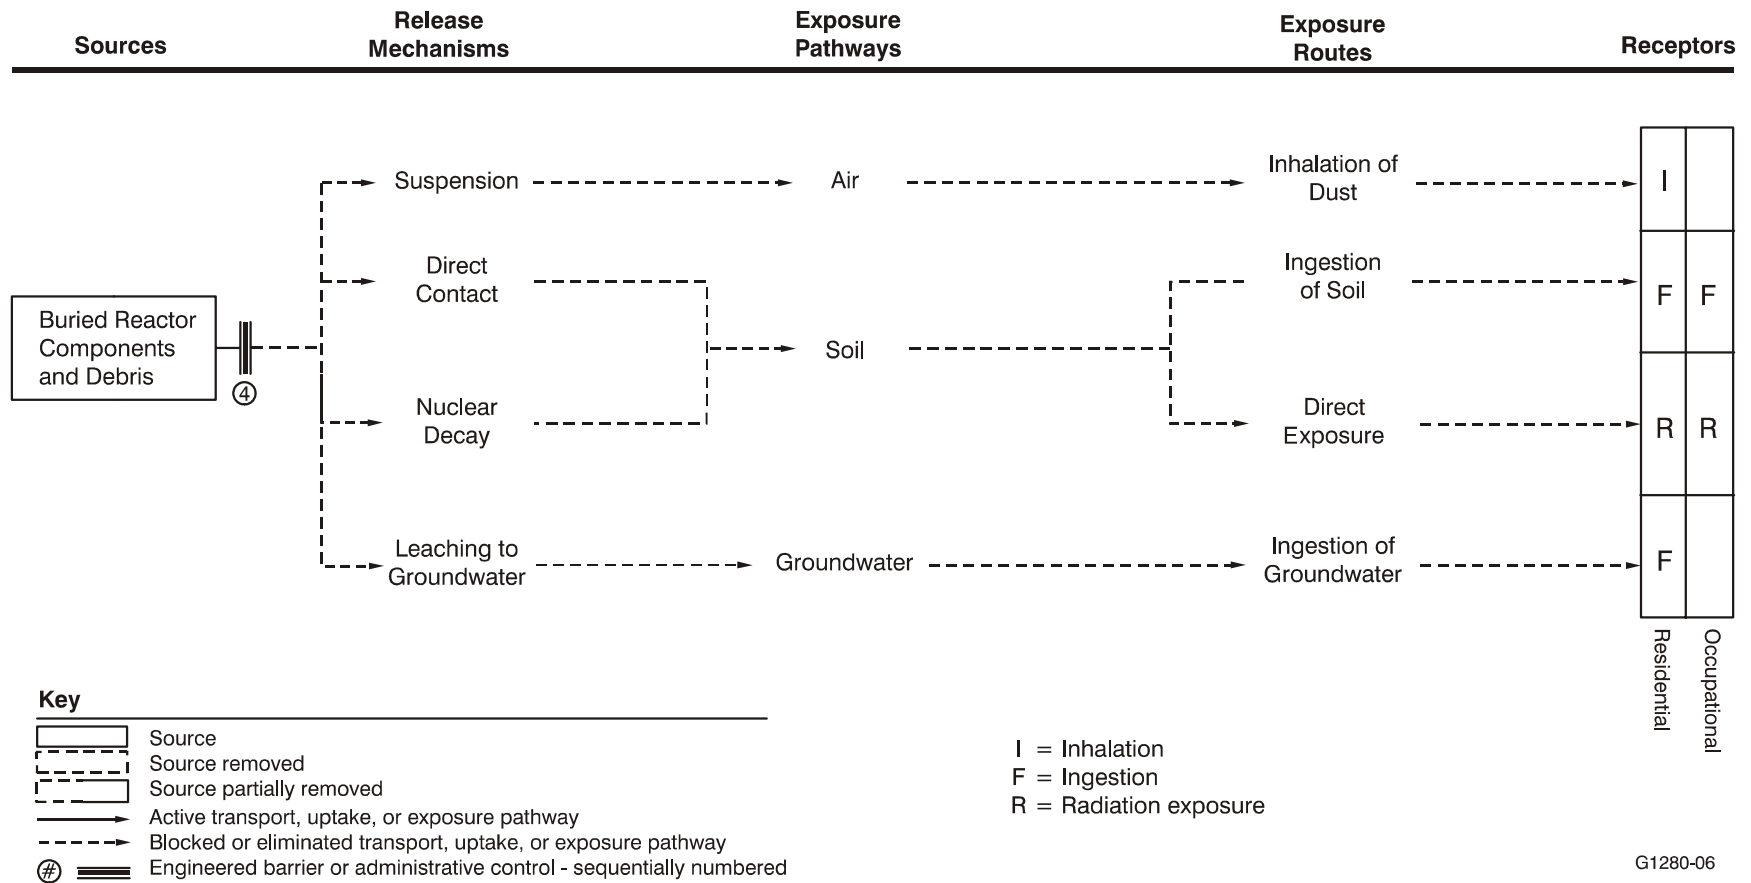 Sources
Release
Mechanisms
Exposure
Pathways
Exposure
Routes
Receptors
Suspension
Air
Inhalation of
Dust
I
Direct
Contact
Ingestion
of Soil
F F
Buried Reactor
Components
and Debris
4
Soil
Nuclear
Decay
Direct
Exposure
R R
Leaching to
Groundwater
Groundwater
Ingestion of
Groundwater
F
Residential
Occupational
Key
Source
Source removed
Source partially removed
Active transport, uptake, or exposure pathway
Blocked or eliminated transport, uptake, or exposure pathway
# Engineered barrier or administrative control - sequentially numbered
I = Inhalation
F = Ingestion
R = Radiation exposure
G1280-06